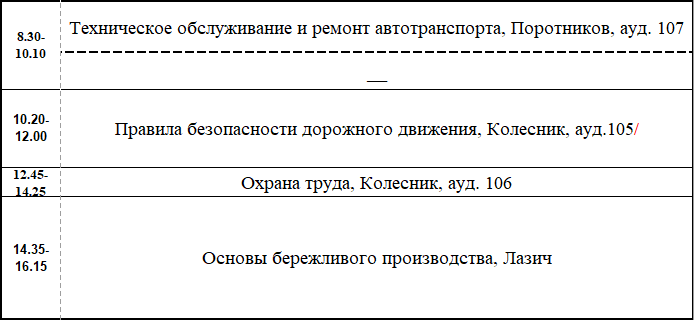 8.30-
10.10
Техническое обслуживание и ремонт автотранспорта, Поротников, ауд. 107
—
10.20-
12.00
Правила безопасности дорожного движения, Колесник, ауд.105/
12.45-
14.25
Охрана труда, Колесник, ауд. 106
14.35-
16.15
Основы бережливого производства, Лазич